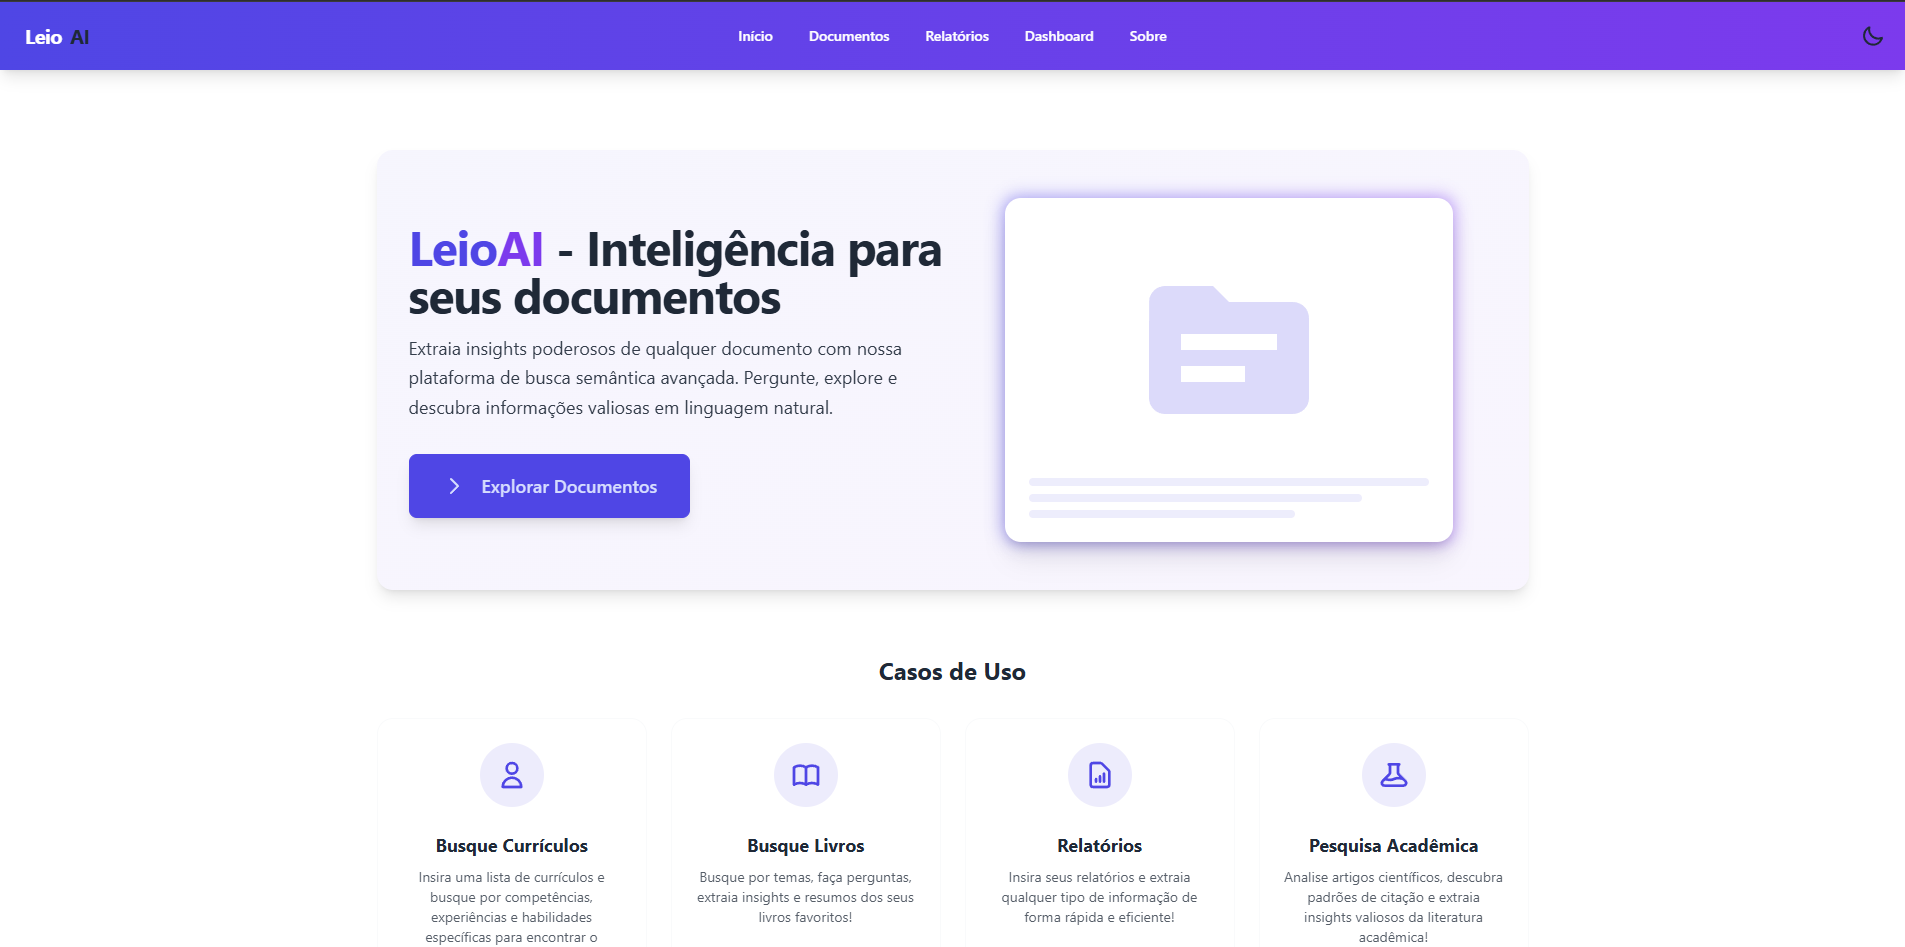 Leio AI
Início Documentos Relatórios Dashboard Sobre
LeioAI - Inteligência para
seus documentos
Extraia insights poderosos de qualquer documento com nossa
plataforma de busca semântica avançada. Pergunte, explore e
descubra informações valiosas em linguagem natural.
Explorar Documentos
Casos de Uso
Busque Currículos
Insira uma lista de currículos e
busque por competências,
experiências e habilidades
específicas para encontrar o
Busque Livros
Busque por temas, faça perguntas,
extraia insights e resumos dos seus
livros favoritos!
Relatórios
Insira seus relatórios e extraia
qualquer tipo de informação de
forma rápida e eficiente!
Pesquisa Acadêmica
Analise artigos científicos, descubra
padrões de citação e extraia
insights valiosos da literatura
acadêmica!